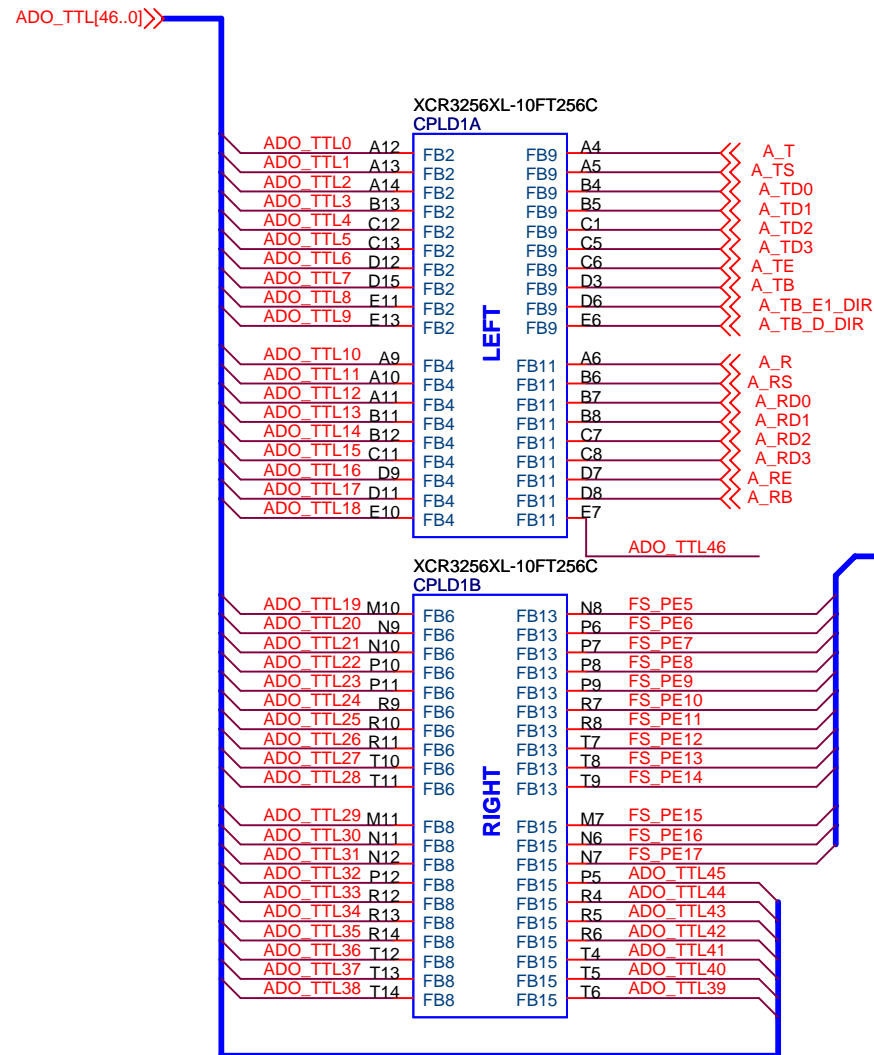 ADO_TTL[46..0]
XCR3256XL-10FT256C
CPLD1A
ADO_TTL0 A12 FB2 FB9 A4 A_T
ADO_TTL1 A13 FB2 FB9 A5 A_TS
ADO_TTL2 A14 FB2 FB9 B4 A_TD0
ADO_TTL3 B13 FB2 FB9 B5 A_TD1
ADO_TTL4 C12 FB2 FB9 C1 A_TD2
ADO_TTL5 C13 FB2 FB9 C5 A_TD3
ADO_TTL6 D12 FB2 FB9 C6 A_TE
ADO_TTL7 D15 FB2 FB9 D3 A_TB
ADO_TTL8 E11 FB2 FB9 D6 A_TB_E1_DIR
ADO_TTL9 E13 FB2 FB9 E6 A_TB_D_DIR
LEFT
ADO_TTL10 A9 FB4 FB11 A6 A_R
ADO_TTL11 A10 FB4 FB11 B6 A_RS
ADO_TTL12 A11 FB4 FB11 B7 A_RD0
ADO_TTL13 B11 FB4 FB11 B8 A_RD1
ADO_TTL14 B12 FB4 FB11 C7 A_RD2
ADO_TTL15 C11 FB4 FB11 C8 A_RD3
ADO_TTL16 D9 FB4 FB11 D7 A_RE
ADO_TTL17 D11 FB4 FB11 D8 A_RB
ADO_TTL18 E10 FB4 FB11 E7
ADO_TTL46
XCR3256XL-10FT256C
CPLD1B
ADO_TTL19 M10 FB6 FB13 N8 FS_PE5
ADO_TTL20 N9 FB6 FB13 P6 FS_PE6
ADO_TTL21 N10 FB6 FB13 P7 FS_PE7
ADO_TTL22 P10 FB6 FB13 P8 FS_PE8
ADO_TTL23 P11 FB6 FB13 P9 FS_PE9
ADO_TTL24 R9 FB6 FB13 R7 FS_PE10
ADO_TTL25 R10 FB6 FB13 R8 FS_PE11
ADO_TTL26 R11 FB6 FB13 T7 FS_PE12
ADO_TTL27 T10 FB6 FB13 T8 FS_PE13
ADO_TTL28 T11 FB6 FB13 T9 FS_PE14
RIGHT
ADO_TTL29 M11 FB8 FB15 M7 FS_PE15
ADO_TTL30 N11 FB8 FB15 N6 FS_PE16
ADO_TTL31 N12 FB8 FB15 N7 FS_PE17
ADO_TTL32 P12 FB8 FB15 P5 ADO_TTL45
ADO_TTL33 R12 FB8 FB15 R4 ADO_TTL44
ADO_TTL34 R13 FB8 FB15 R5 ADO_TTL43
ADO_TTL35 R14 FB8 FB15 R6 ADO_TTL42
ADO_TTL36 T12 FB8 FB15 T4 ADO_TTL41
ADO_TTL37 T13 FB8 FB15 T5 ADO_TTL40
ADO_TTL38 T14 FB8 FB15 T6 ADO_TTL39